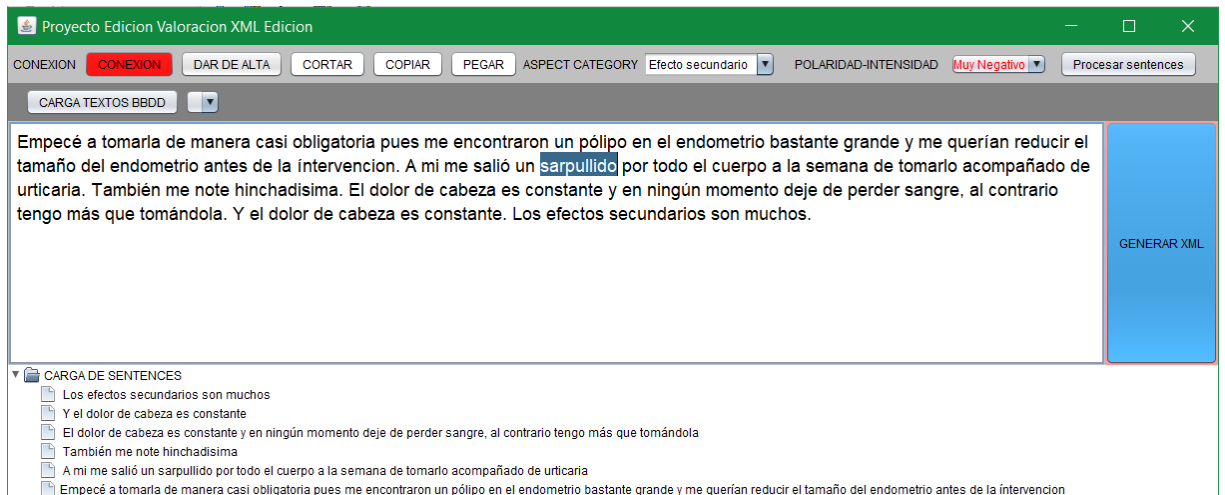 Proyecto Edicion Valoracion XML Edicion
CONEXION CONEXION DAR DE ALTA CORTAR COPIAR PEGAR ASPECT CATEGORY Efecto secundario POLARIDAD-INTENSIDAD Muy Negativo Procesar sentences
CARGA TEXTOS BBDD
Empecé a tomarla de manera casi obligatoria pues me encontraron un pólipo en el endometrio bastante grande y me querían reducir el
tamaño del endometrio antes de la íntervencion. A mi me salió un sarpullido por todo el cuerpo a la semana de tomarlo acompañado de
urticaria. También me note hinchadisima. El dolor de cabeza es constante y en ningún momento deje de perder sangre, al contrario
tengo más que tomándola. Y el dolor de cabeza es constante. Los efectos secundarios son muchos.
GENERAR XML
CARGA DE SENTENCES
Los efectos secundarios son muchos
Y el dolor de cabeza es constante
El dolor de cabeza es constante y en ningún momento deje de perder sangre, al contrario tengo más que tomándola
También me note hinchadisima
A mi me salió un sarpullido por todo el cuerpo a la semana de tomarlo acompañado de urticaria
Empecé a tomarla de manera casi obligatoria pues me encontraron un pólipo en el endometrio bastante grande y me querían reducir el tamaño del endometrio antes de la íntervencion